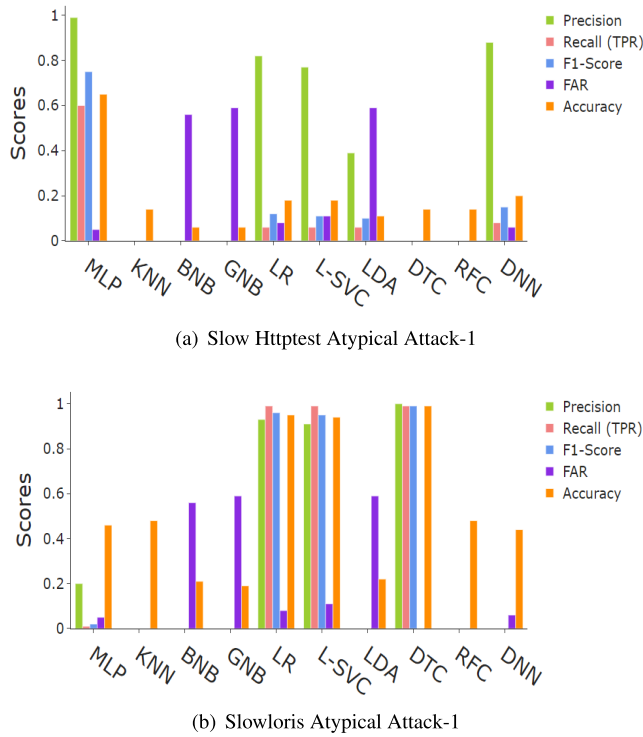 1
0.8
0.6
0.4
0.2
0
Scores
Precision
Recall (TPR)
F1-Score
FAR
Accuracy
MLP
KNN
BNB
GNB
LR
L-SVC
LDA
DTC
RFC
DNN
(a) Slow Httptest Atypical Attack-1
1
0.8
0.6
0.4
0.2
0
Scores
Precision
Recall (TPR)
F1-Score
FAR
Accuracy
MLP
KNN
BNB
GNB
LR
L-SVC
LDA
DTC
RFC
DNN
(b) Slowloris Atypical Attack-1